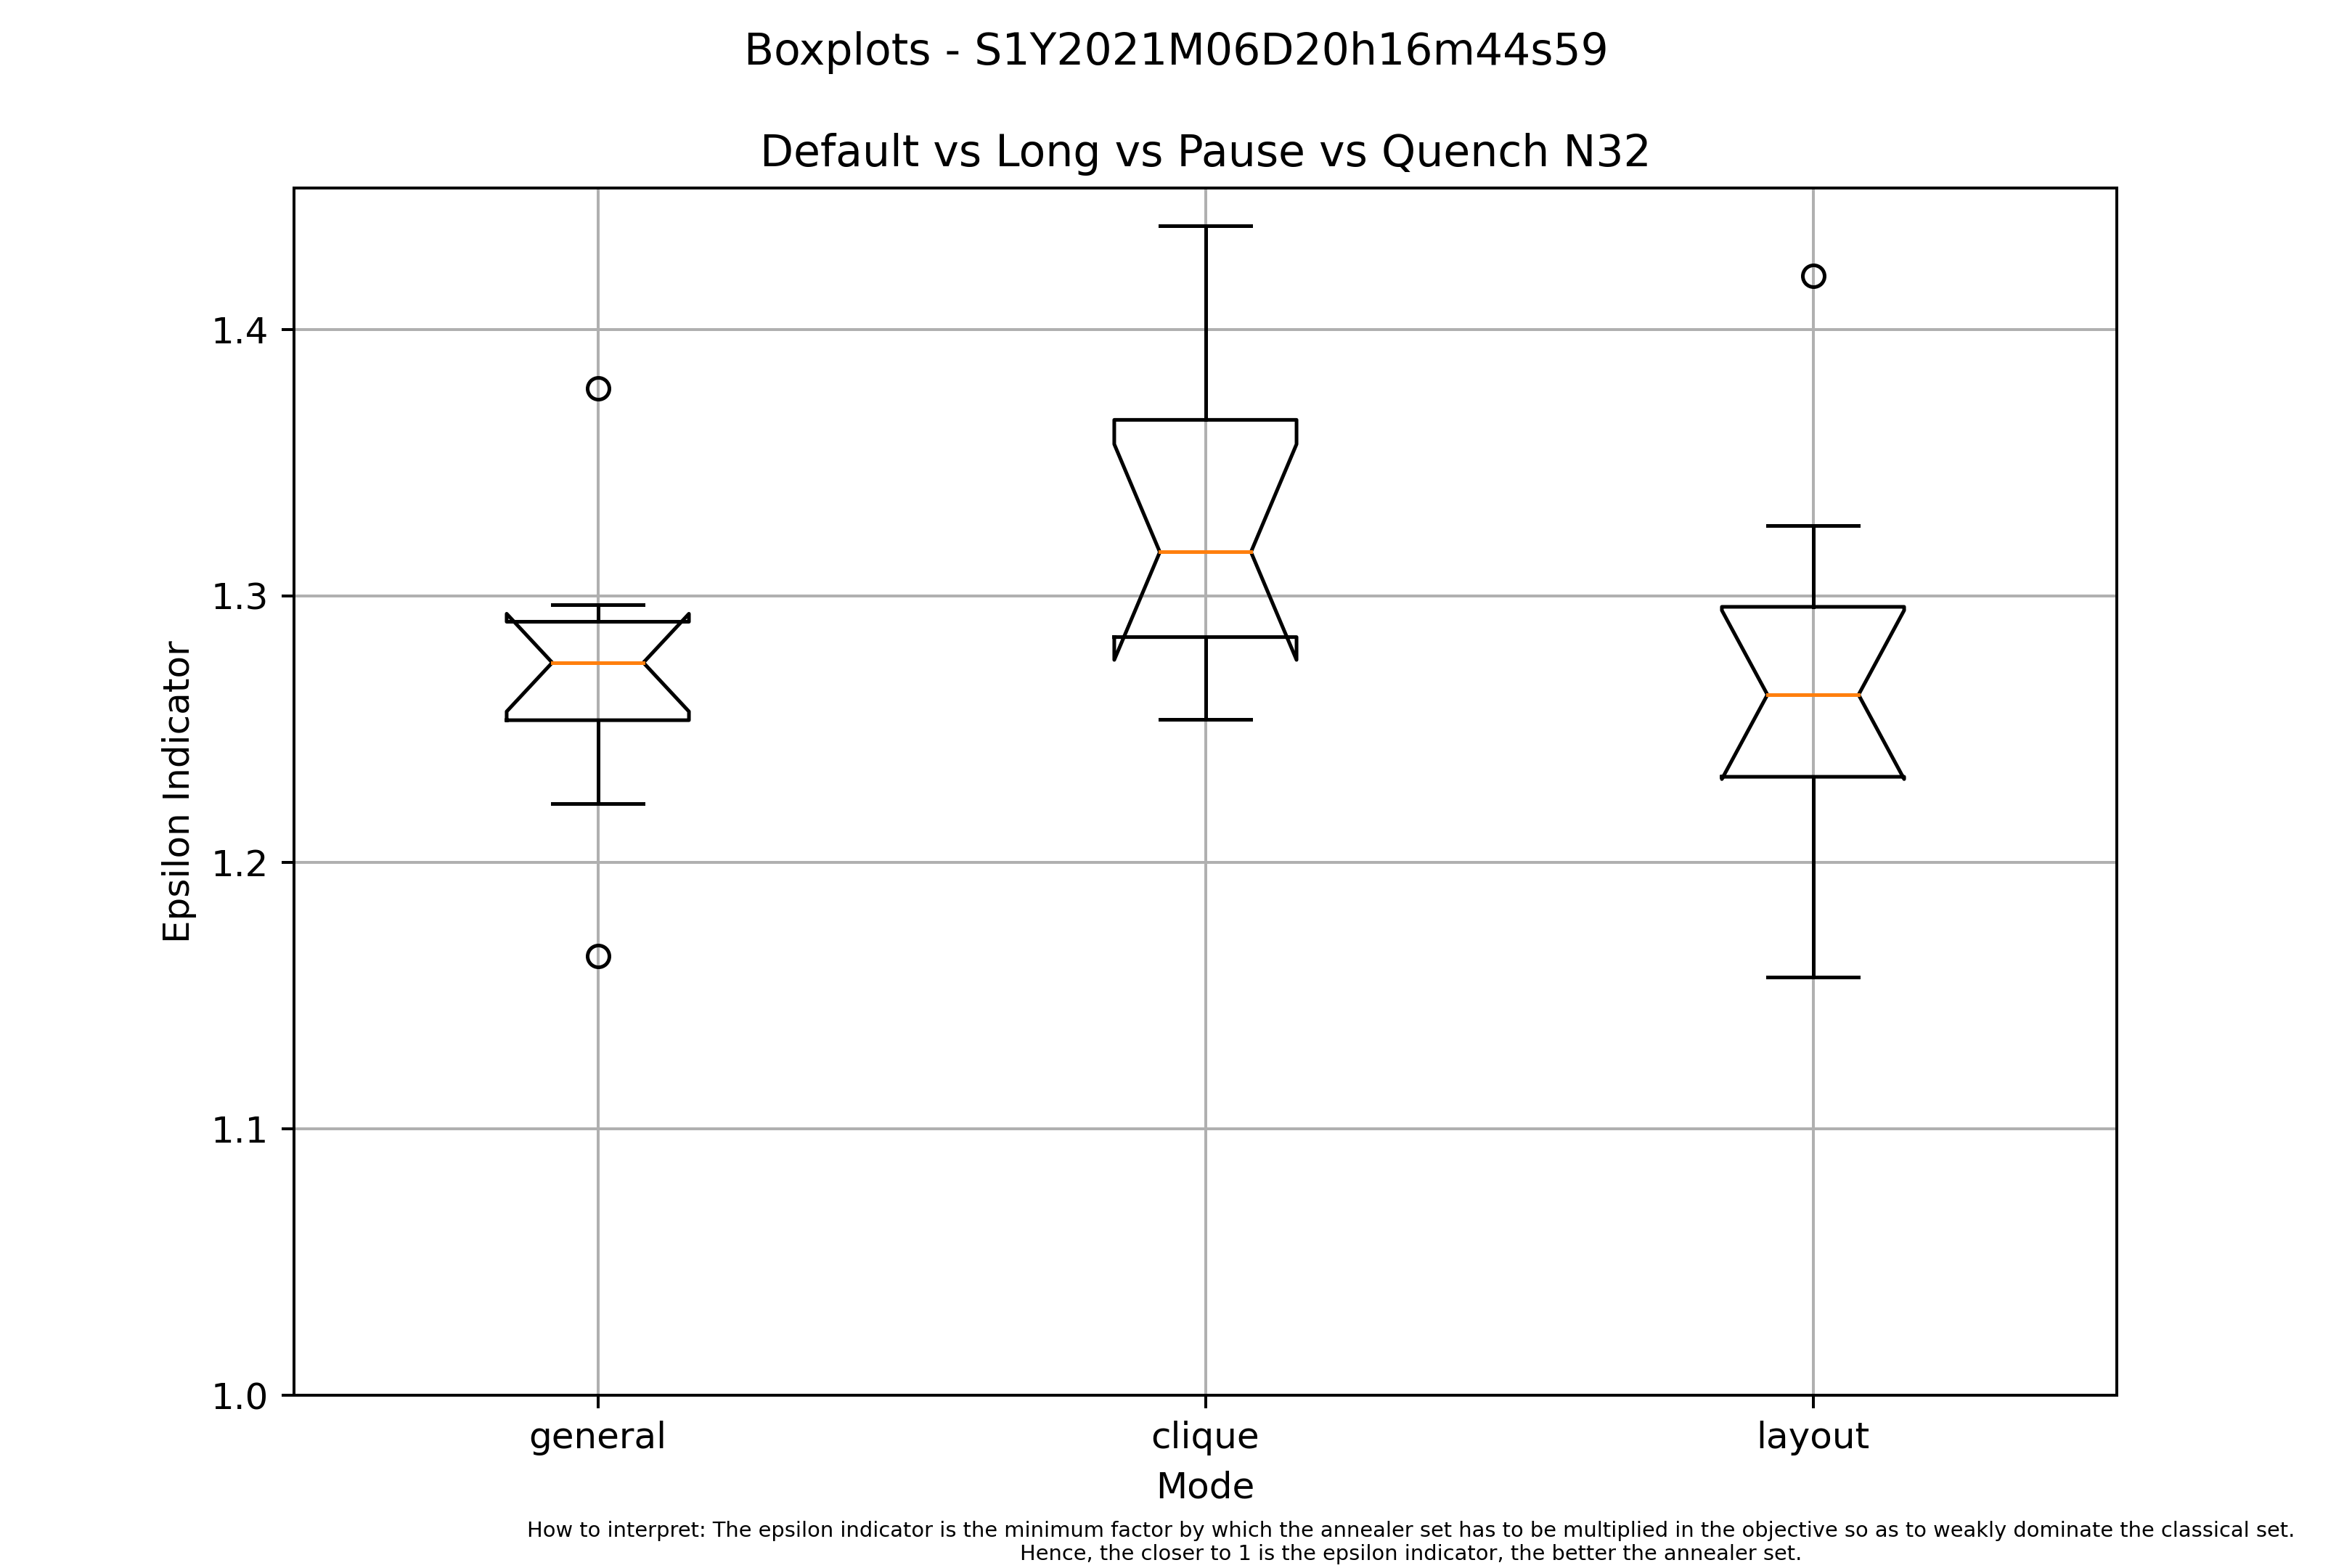 Boxplots - S1Y2021M06D20h16m44s59
Default vs Long vs Pause vs Quench N32
Epsilon Indicator
1.4
1.3
1.2
1.1
1.0
general
clique
layout
Mode
How to interpret: The epsilon indicator is the minimum factor by which the annealer set has to be multiplied in the objective so as to weakly dominate the classical set.
Hence, the closer to 1 is the epsilon indicator, the better the annealer set.